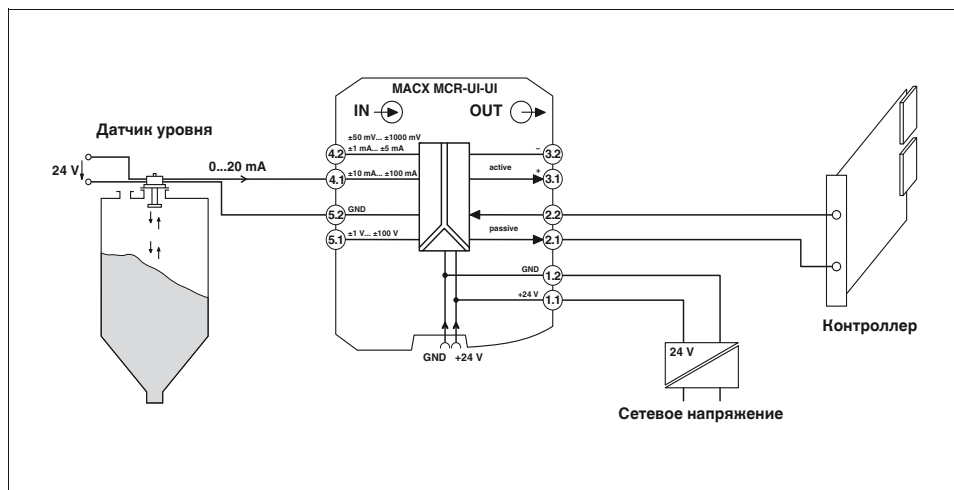 MACX MCR-UI-UI
IN
OUT
Датчик уровня
24 V
0...20 mA
±50 mV... ±1000 mV
±1 mA... ±5 mA
4.2
4.1
±10 mA... ±100 mA
5.2
GND
5.1
±1 V... ±100 V
–
3.2
active
+
3.1
2.2
passive
2.1
GND
1.2
+24 V
1.1
GND
+24 V
24 V
Сетевое напряжение
Контроллер